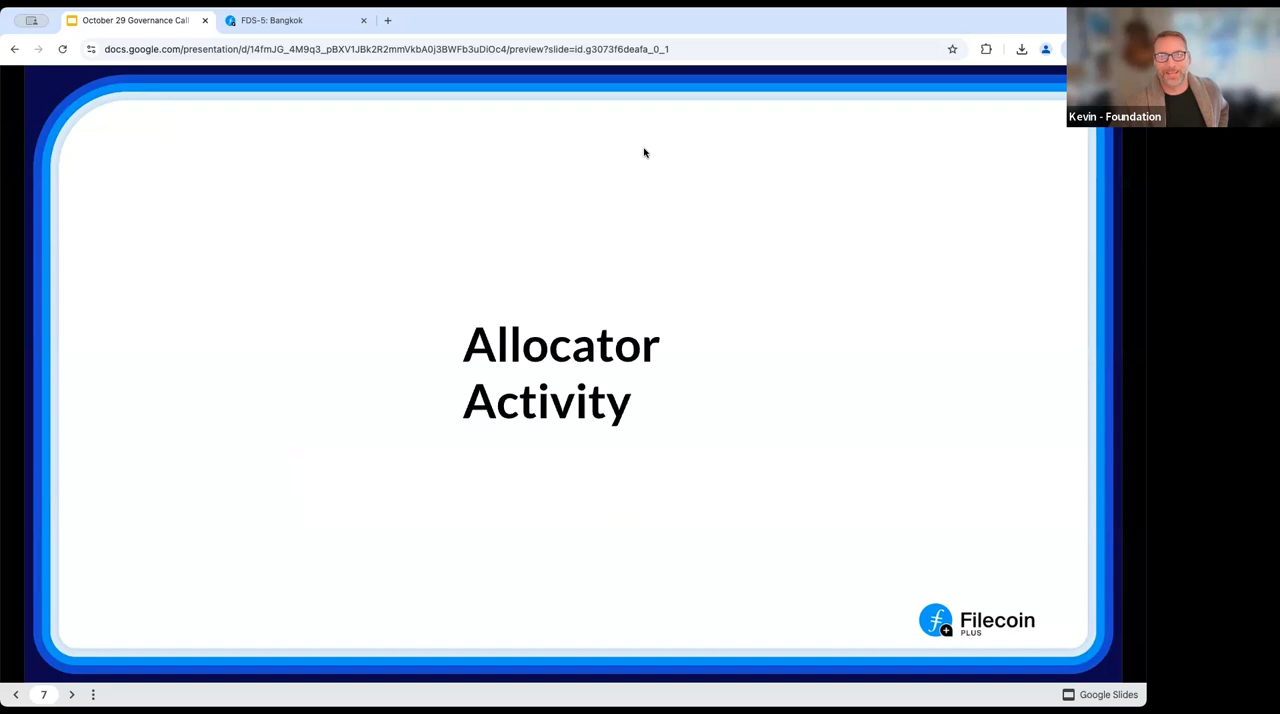 October 29 Governance Call
FDS-5: Bangkok
docs.google.com/presentation/d/14fmJG_4M9q3_pBXV1JBk2R2mmVkbA0j3BWFb3uDiOc4/preview?slide=id.g3073f6deafa_0_1
Kevin - Foundation
Allocator
Activity
Filecoin
PLUS
7
Google Slides